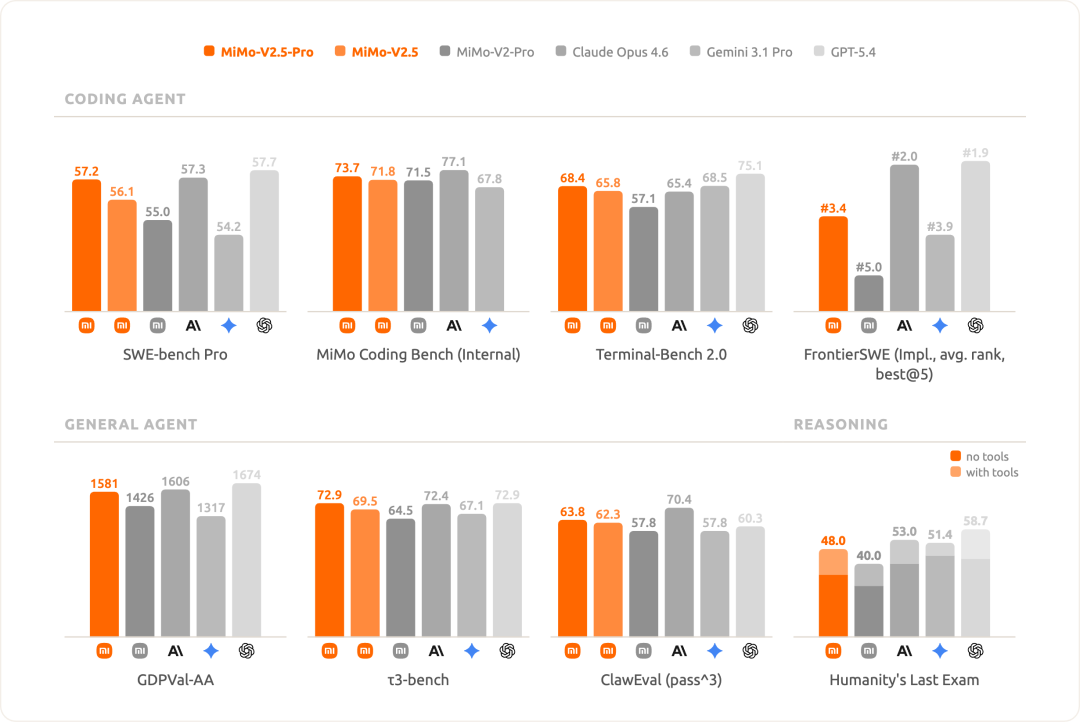 MiMo-V2.5-Pro MiMo-V2.5 MiMo-V2-Pro Claude Opus 4.6 Gemini 3.1 Pro GPT-5.4
CODING AGENT
57.2 56.1 55.0 57.3 54.2 57.7
SWE-bench Pro
73.7 71.8 71.5 77.1 67.8
MiMo Coding Bench (Internal)
68.4 65.8 57.1 65.4 68.5 75.1
Terminal-Bench 2.0
#3.4 #5.0 #2.0 #3.9 #1.9
FrontierSWE (Impl., avg. rank,
best@5)
GENERAL AGENT
1581 1426 1606 1317 1674
GDPVal-AA
72.9 69.5 64.5 72.4 67.1 72.9
τ3-bench
63.8 62.3 57.8 70.4 57.8 60.3
ClawEval (pass^3)
REASONING
no tools
with tools
48.0 40.0 53.0 51.4 58.7
Humanity's Last Exam